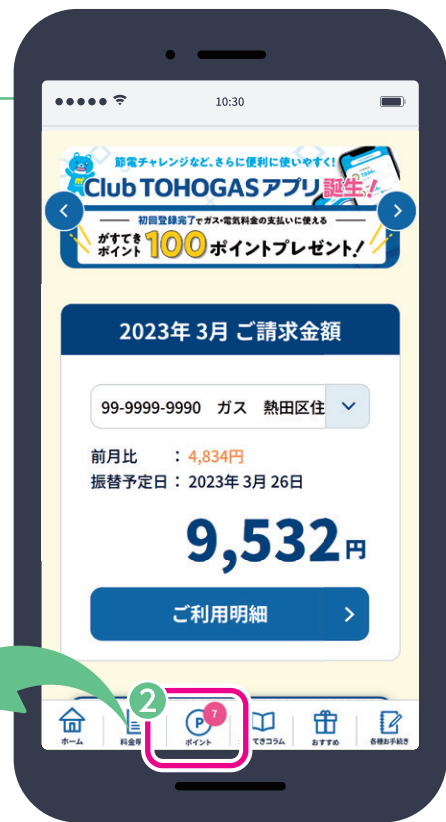 10:30
節電チャレンジなど、さらに便利に使いやすく!
Club TOHOGASアプリ誕生!
初回登録完了でガス・電気料金の支払いに使える
がすてきポイント100ポイントプレゼント!
2023年 3月 ご請求金額
99-9999-9990 ガス 熱田区住
前月比 : 4,834円
振替予定日 : 2023年 3月 26日
9,532円
ご利用明細
2
P 7
ホーム
料金
ポイント
てきコラム
おすすめ
各種お手続き